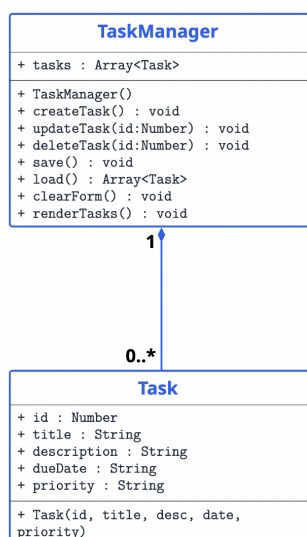 TaskManager
+ tasks : Array<Task>
+ TaskManager()
+ createTask() : void
+ updateTask(id:Number) : void
+ deleteTask(id:Number) : void
+ save() : void
+ load() : Array<Task>
+ clearForm() : void
+ renderTasks() : void
1
0..*
Task
+ id : Number
+ title : String
+ description : String
+ dueDate : String
+ priority : String
+ Task(id, title, desc, date,
priority)